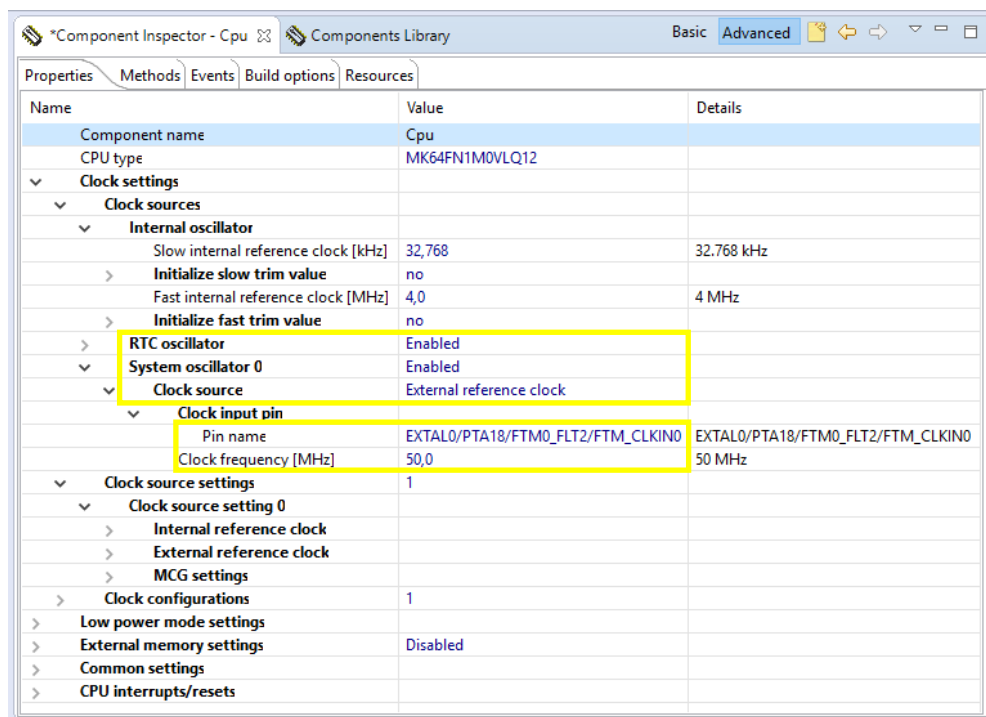 *Component Inspector - Cpu Components Library Basic Advanced
Properties Methods Events Build options Resources
Name Value Details
Component name Cpu
CPU type MK64FN1M0VLQ12
Clock settings
Clock sources
Internal oscillator
Slow internal reference clock [kHz] 32,768 32.768 kHz
Initialize slow trim value no
Fast internal reference clock [MHz] 4,0 4 MHz
Initialize fast trim value no
RTC oscillator Enabled
System oscillator 0 Enabled
Clock source External reference clock
Clock input pin
Pin name EXTAL0/PTA18/FTM0_FLT2/FTM_CLKIN0 EXTAL0/PTA18/FTM0_FLT2/FTM_CLKIN0
Clock frequency [MHz] 50,0 50 MHz
Clock source settings 1
Clock source setting 0
Internal reference clock
External reference clock
MCG settings
Clock configurations 1
Low power mode settings
External memory settings Disabled
Common settings
CPU interrupts/resets